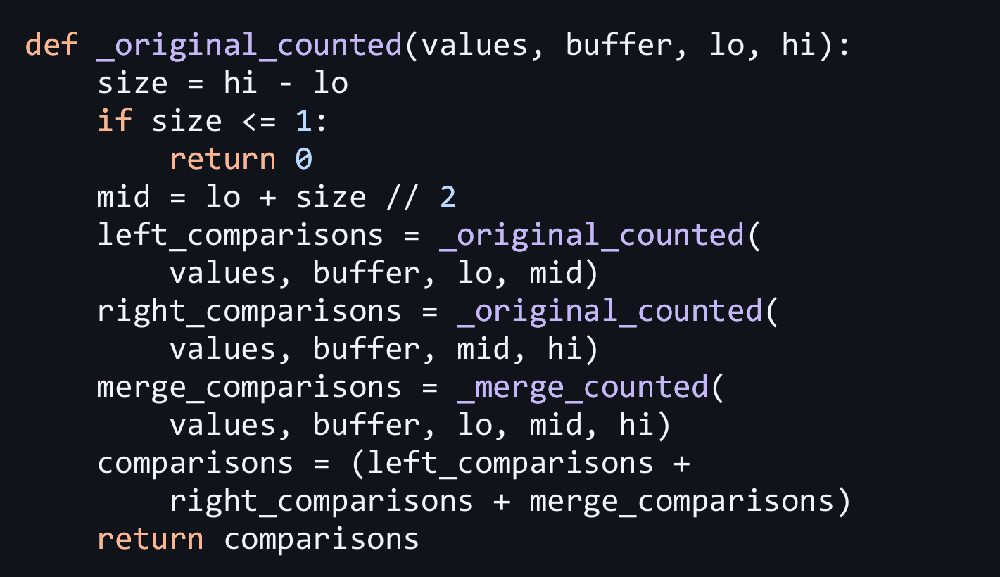 def _original_counted(values, buffer, lo, hi):
    size = hi - lo
    if size <= 1:
        return 0
    mid = lo + size // 2
    left_comparisons = _original_counted(
        values, buffer, lo, mid)
    right_comparisons = _original_counted(
        values, buffer, mid, hi)
    merge_comparisons = _merge_counted(
        values, buffer, lo, mid, hi)
    comparisons = (left_comparisons +
        right_comparisons + merge_comparisons)
    return comparisons